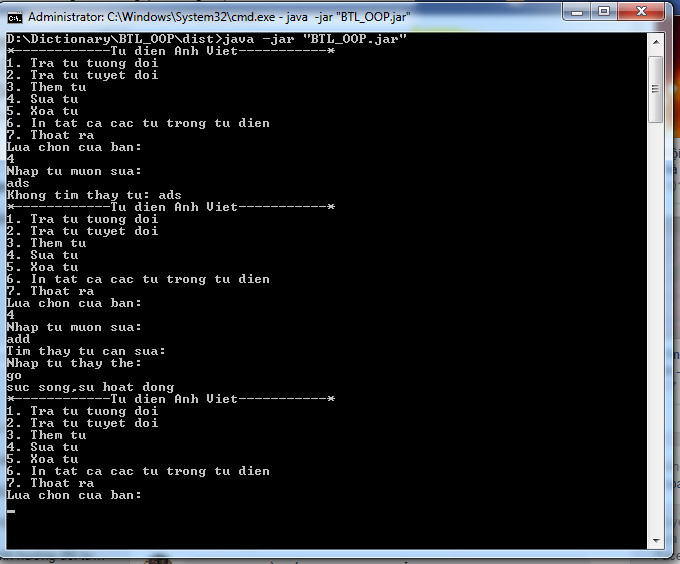 Administrator: C:\Windows\System32\cmd.exe - java -jar "BTL_OOP.jar"
D:\Dictionary\BTL_OOP\dist>java -jar "BTL_OOP.jar"
*------------Tu dien Anh Viet-----------*
1. Tra tu tuong doi
2. Tra tu tuyet doi
3. Them tu
4. Sua tu
5. Xoa tu
6. In tat ca cac tu trong tu dien
7. Thoat ra
Lua chon cua ban:
4
Nhap tu muon sua:
ads
Khong tim thay tu: ads
*------------Tu dien Anh Viet-----------*
1. Tra tu tuong doi
2. Tra tu tuyet doi
3. Them tu
4. Sua tu
5. Xoa tu
6. In tat ca cac tu trong tu dien
7. Thoat ra
Lua chon cua ban:
4
Nhap tu muon sua:
add
Tim thay tu can sua:
Nhap tu thay the:
go
suc song,su hoat dong
*------------Tu dien Anh Viet-----------*
1. Tra tu tuong doi
2. Tra tu tuyet doi
3. Them tu
4. Sua tu
5. Xoa tu
6. In tat ca cac tu trong tu dien
7. Thoat ra
Lua chon cua ban: